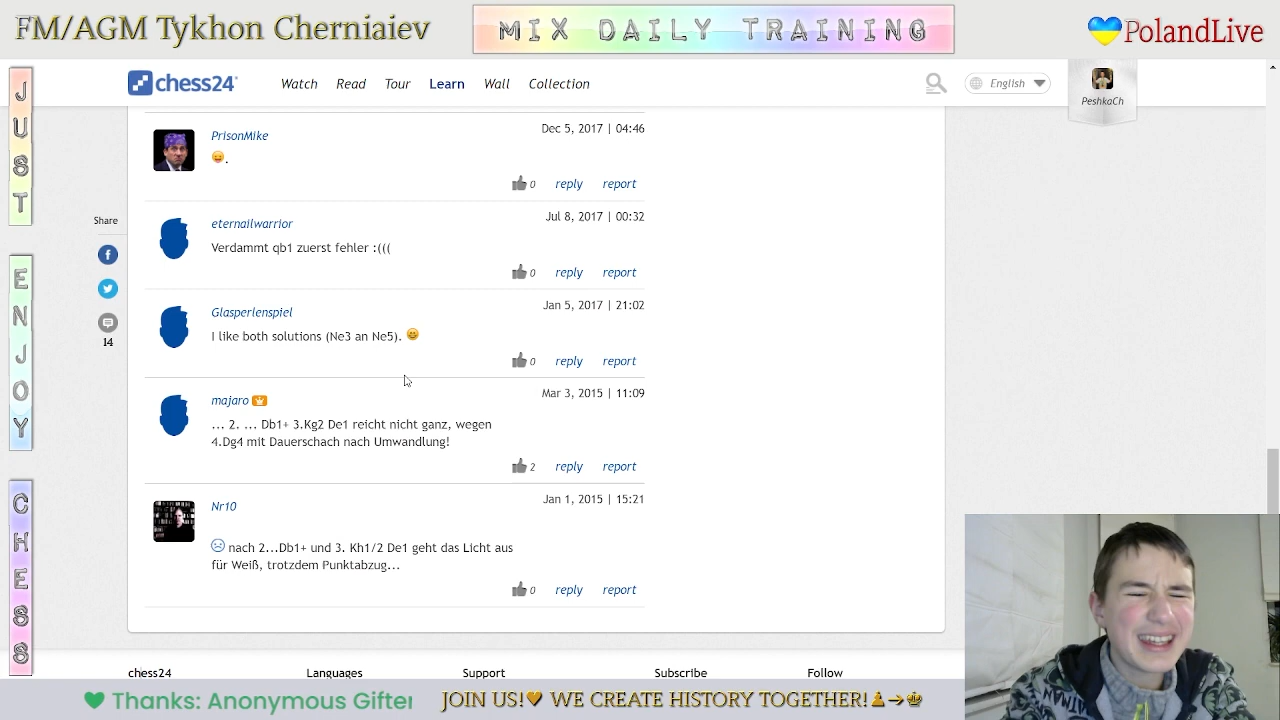 FM/AGM Tykhon Cherniaiev
MIX DAILY TRAINING
PolandLive
JUST
ENJOY
CHESS
chess24
Watch Read Tou Learn Wall Collection
English
PeshkaCh
Share
14
PrisonMike
Dec 5, 2017 | 04:46
.
0 reply report
eternailwarrior
Jul 8, 2017 | 00:32
Verdammt qb1 zuerst fehler :(((
0 reply report
Glasperlenspiel
Jan 5, 2017 | 21:02
I like both solutions (Ne3 an Ne5). 😀
0 reply report
majaro
Mar 3, 2015 | 11:09
... 2. ... Db1+ 3.Kg2 De1 reicht nicht ganz, wegen
4.Dg4 mit Dauerschach nach Umwandlung!
2 reply report
Nr10
Jan 1, 2015 | 15:21
☹ nach 2...Db1+ und 3. Kh1/2 De1 geht das Licht aus
für Weiß, trotzdem Punktabzug...
0 reply report
chess24 Languages Support Subscribe Follow
Thanks: Anonymous Gifter
JOIN US!♥ WE CREATE HISTORY TOGETHER!♟→♚
BATMAN